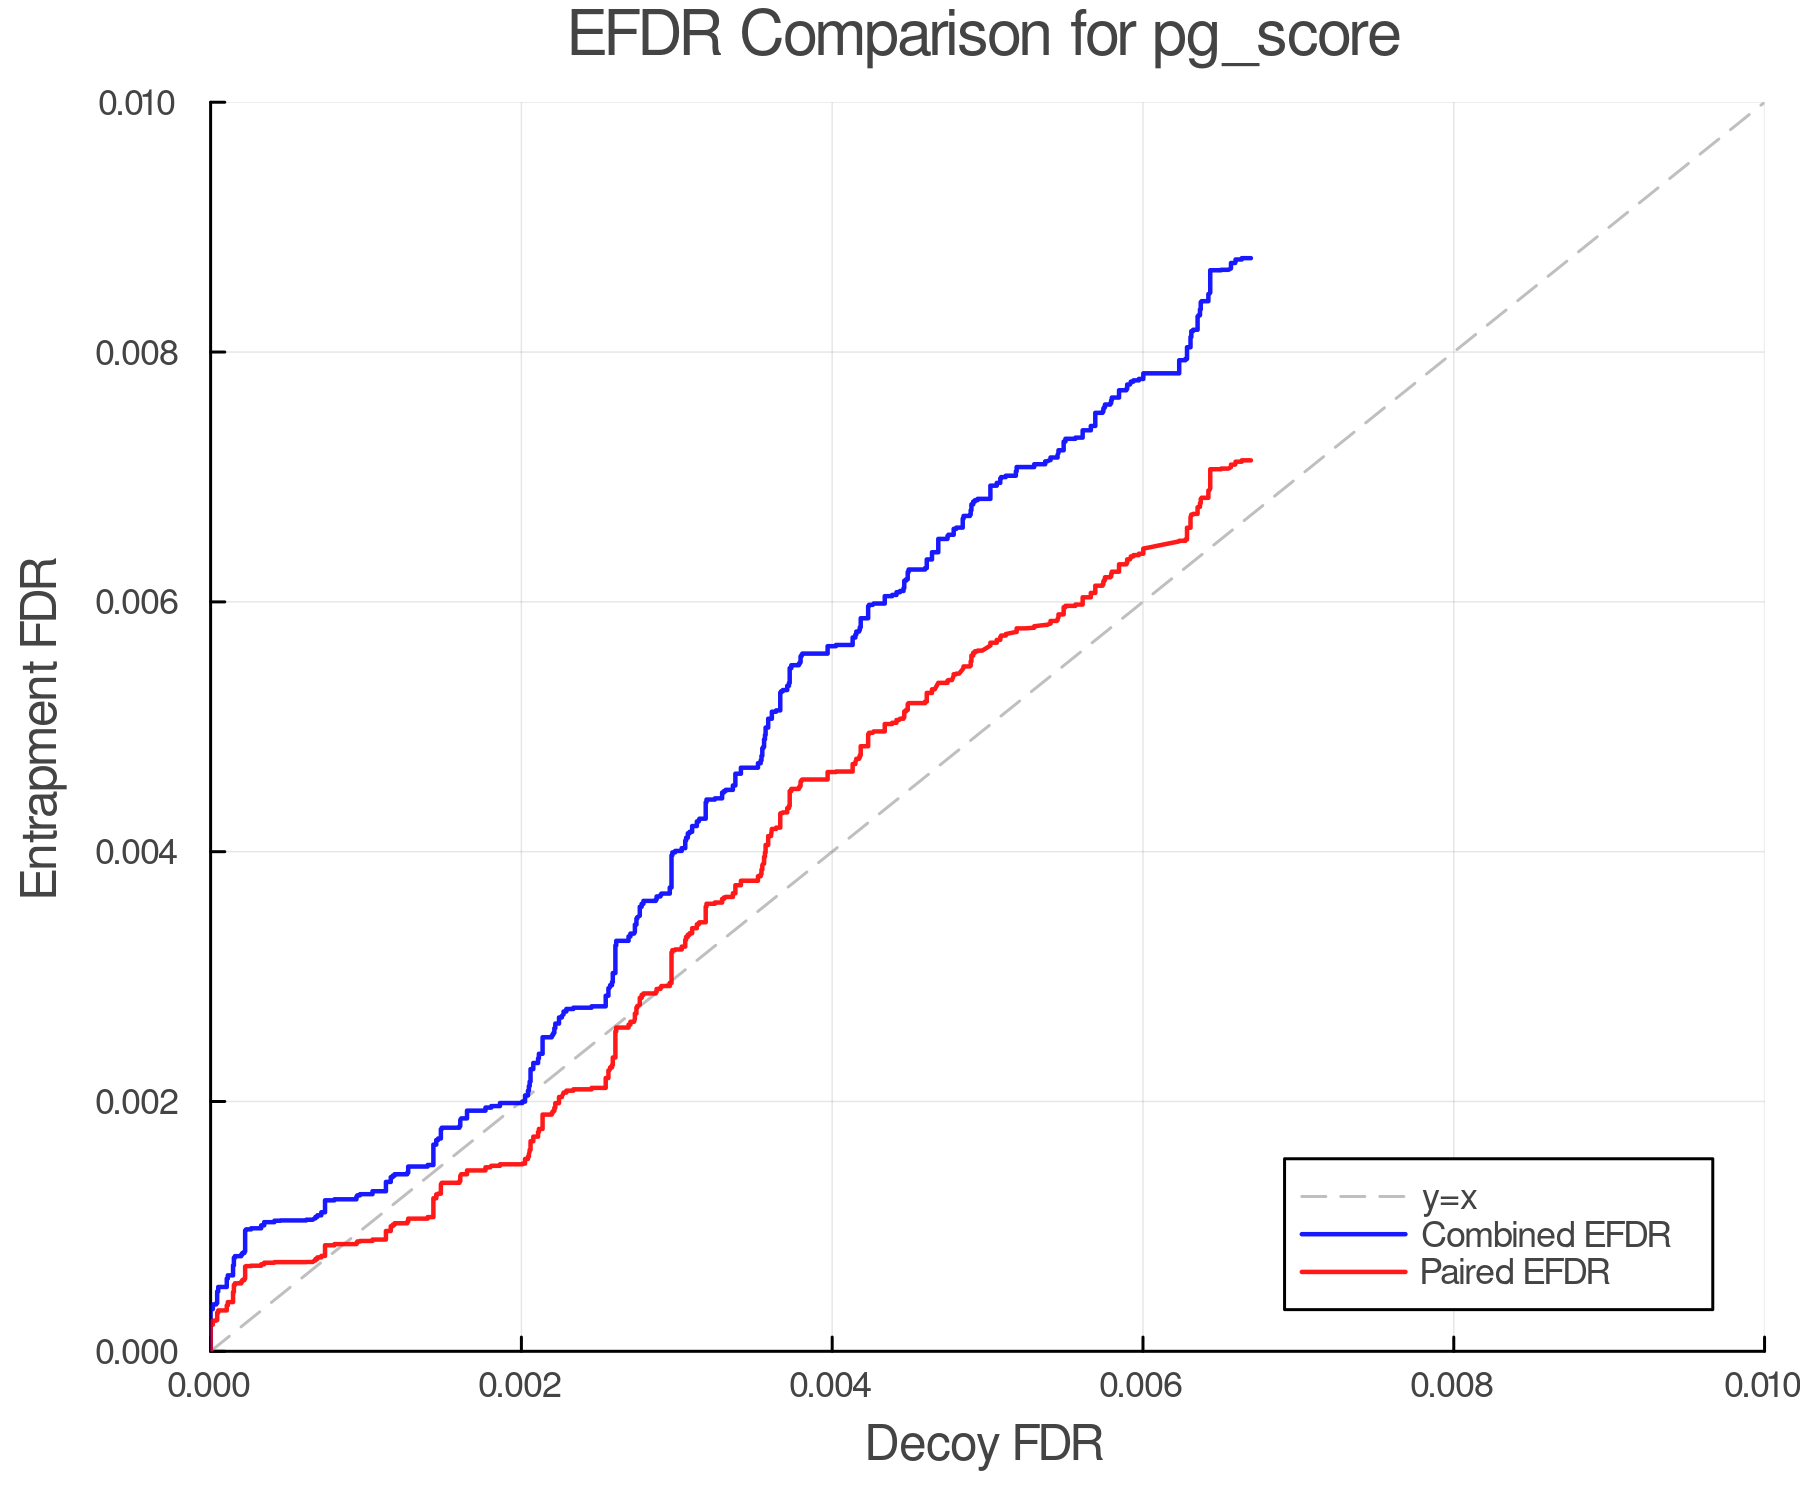 EFDR Comparison for pg_score
0.010
0.008
0.006
0.004
0.002
0.000
Entrapment FDR
y=x
Combined EFDR
Paired EFDR
0.000 0.002 0.004 0.006 0.008 0.010
Decoy FDR